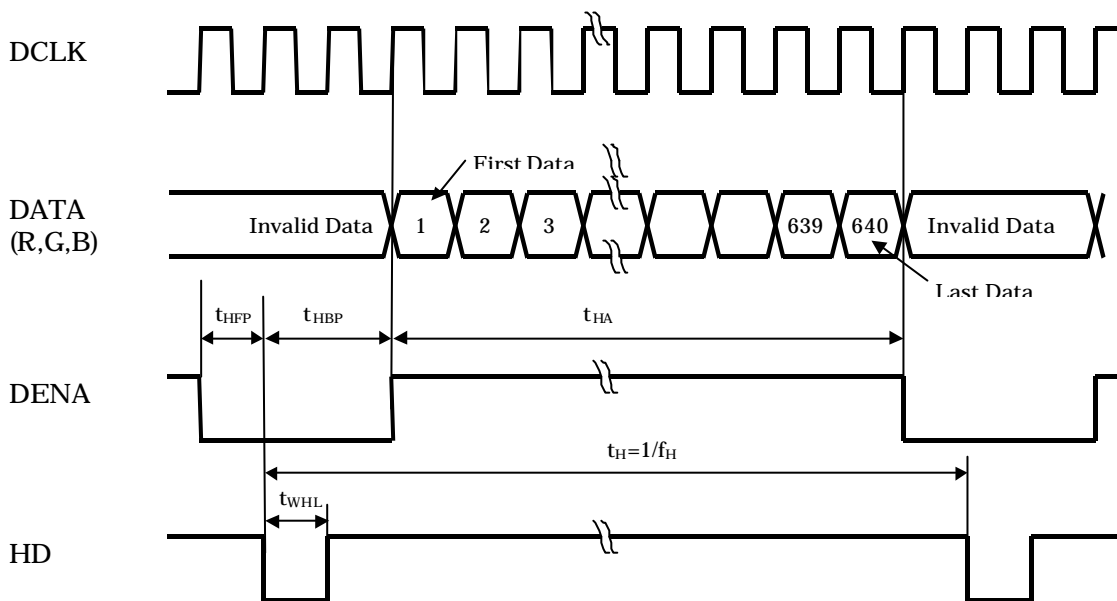 DCLK
First Data
DATA
(R,G,B)
Invalid Data 1 2 3 639 640 Invalid Data
Last Data
tHFP tHBP tHA
DENA
tH=1/fH
tWHL
HD